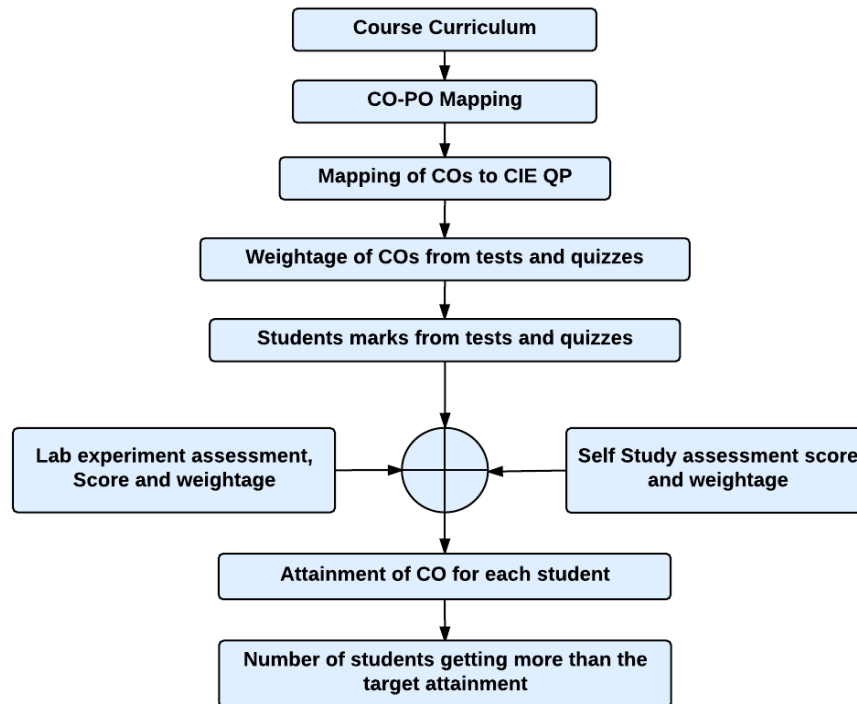 Course Curriculum
CO-PO Mapping
Mapping of COs to CIE QP
Weightage of COs from tests and quizzes
Students marks from tests and quizzes
Lab experiment assessment,
Score and weightage
Self Study assessment score
and weightage
Attainment of CO for each student
Number of students getting more than the
target attainment